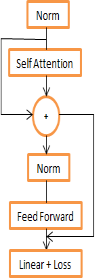 Norm
Self Attention
+
Norm
Feed Forward
Linear + Loss